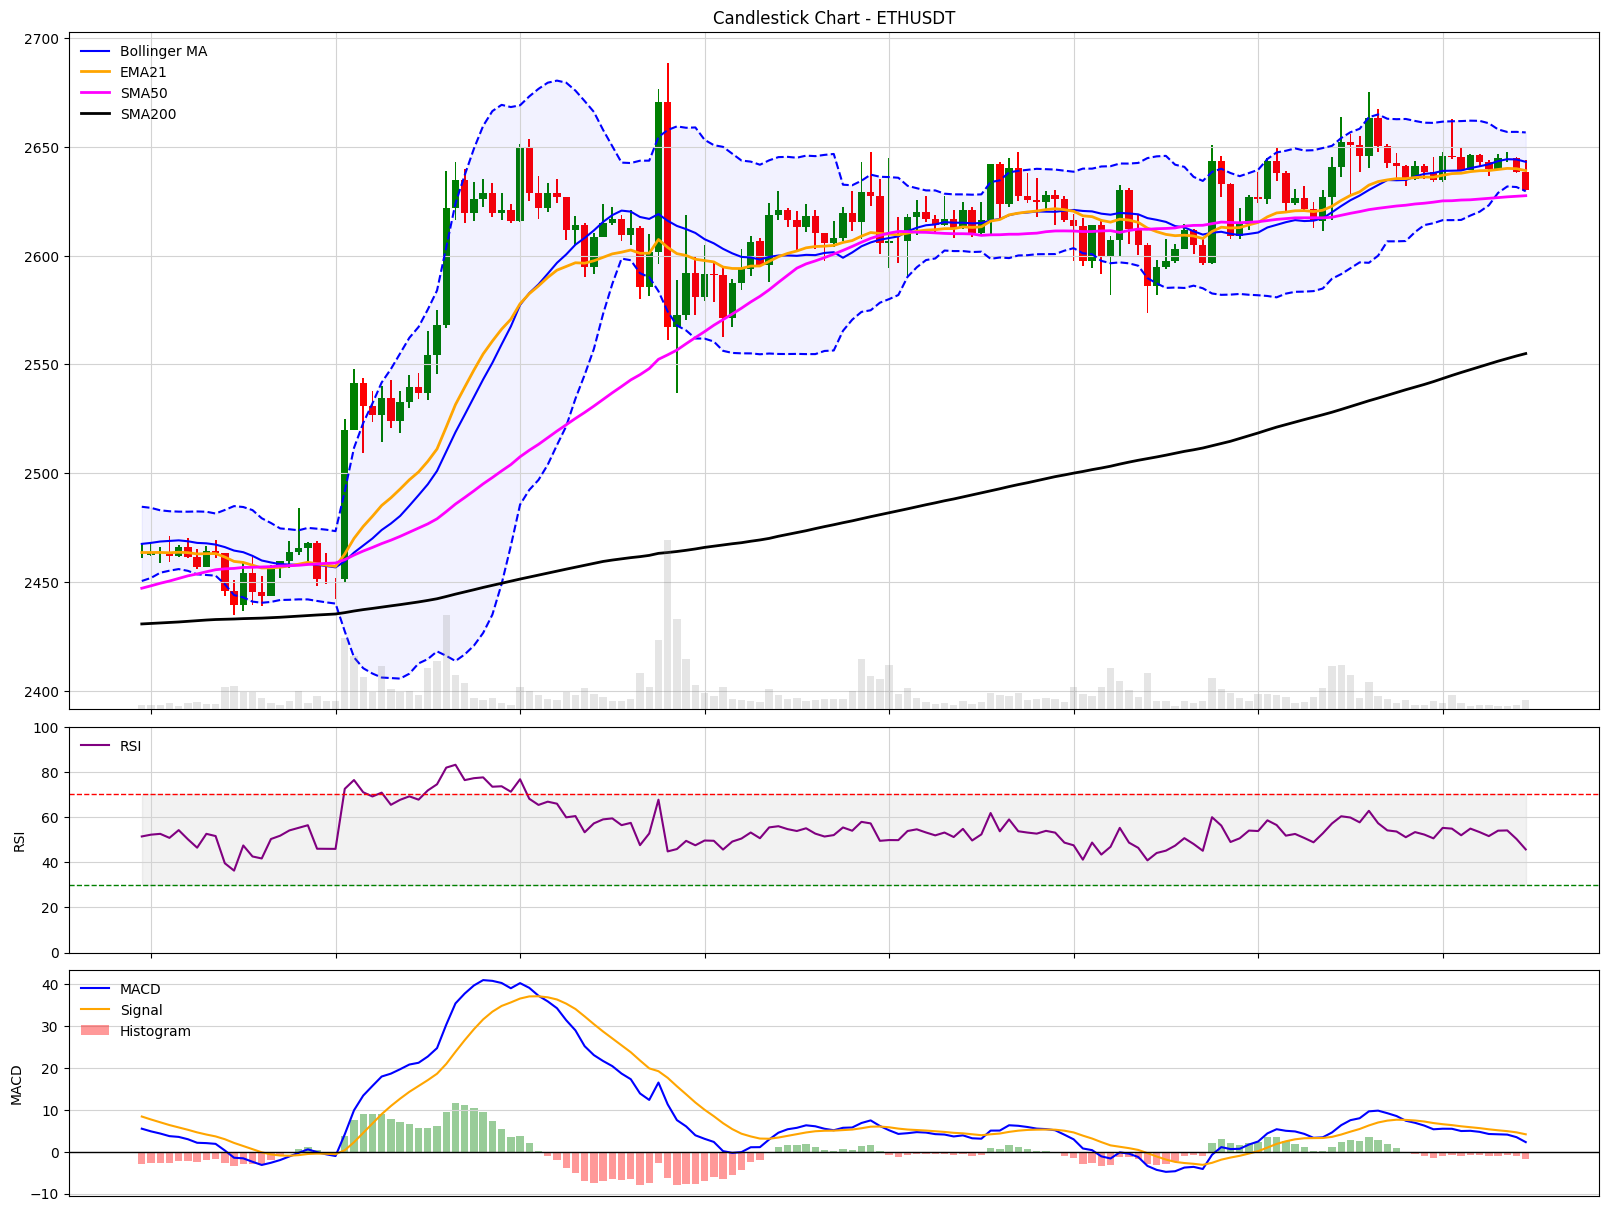 Candlestick Chart - ETHUSDT
2700
Bollinger MA
EMA21
SMA50
SMA200
2650
2600
2550
2500
2450
2400
100
RSI
80
60
RSI
40
20
0
40
MACD
Signal
30
Histogram
20
MACD
10
0
−10